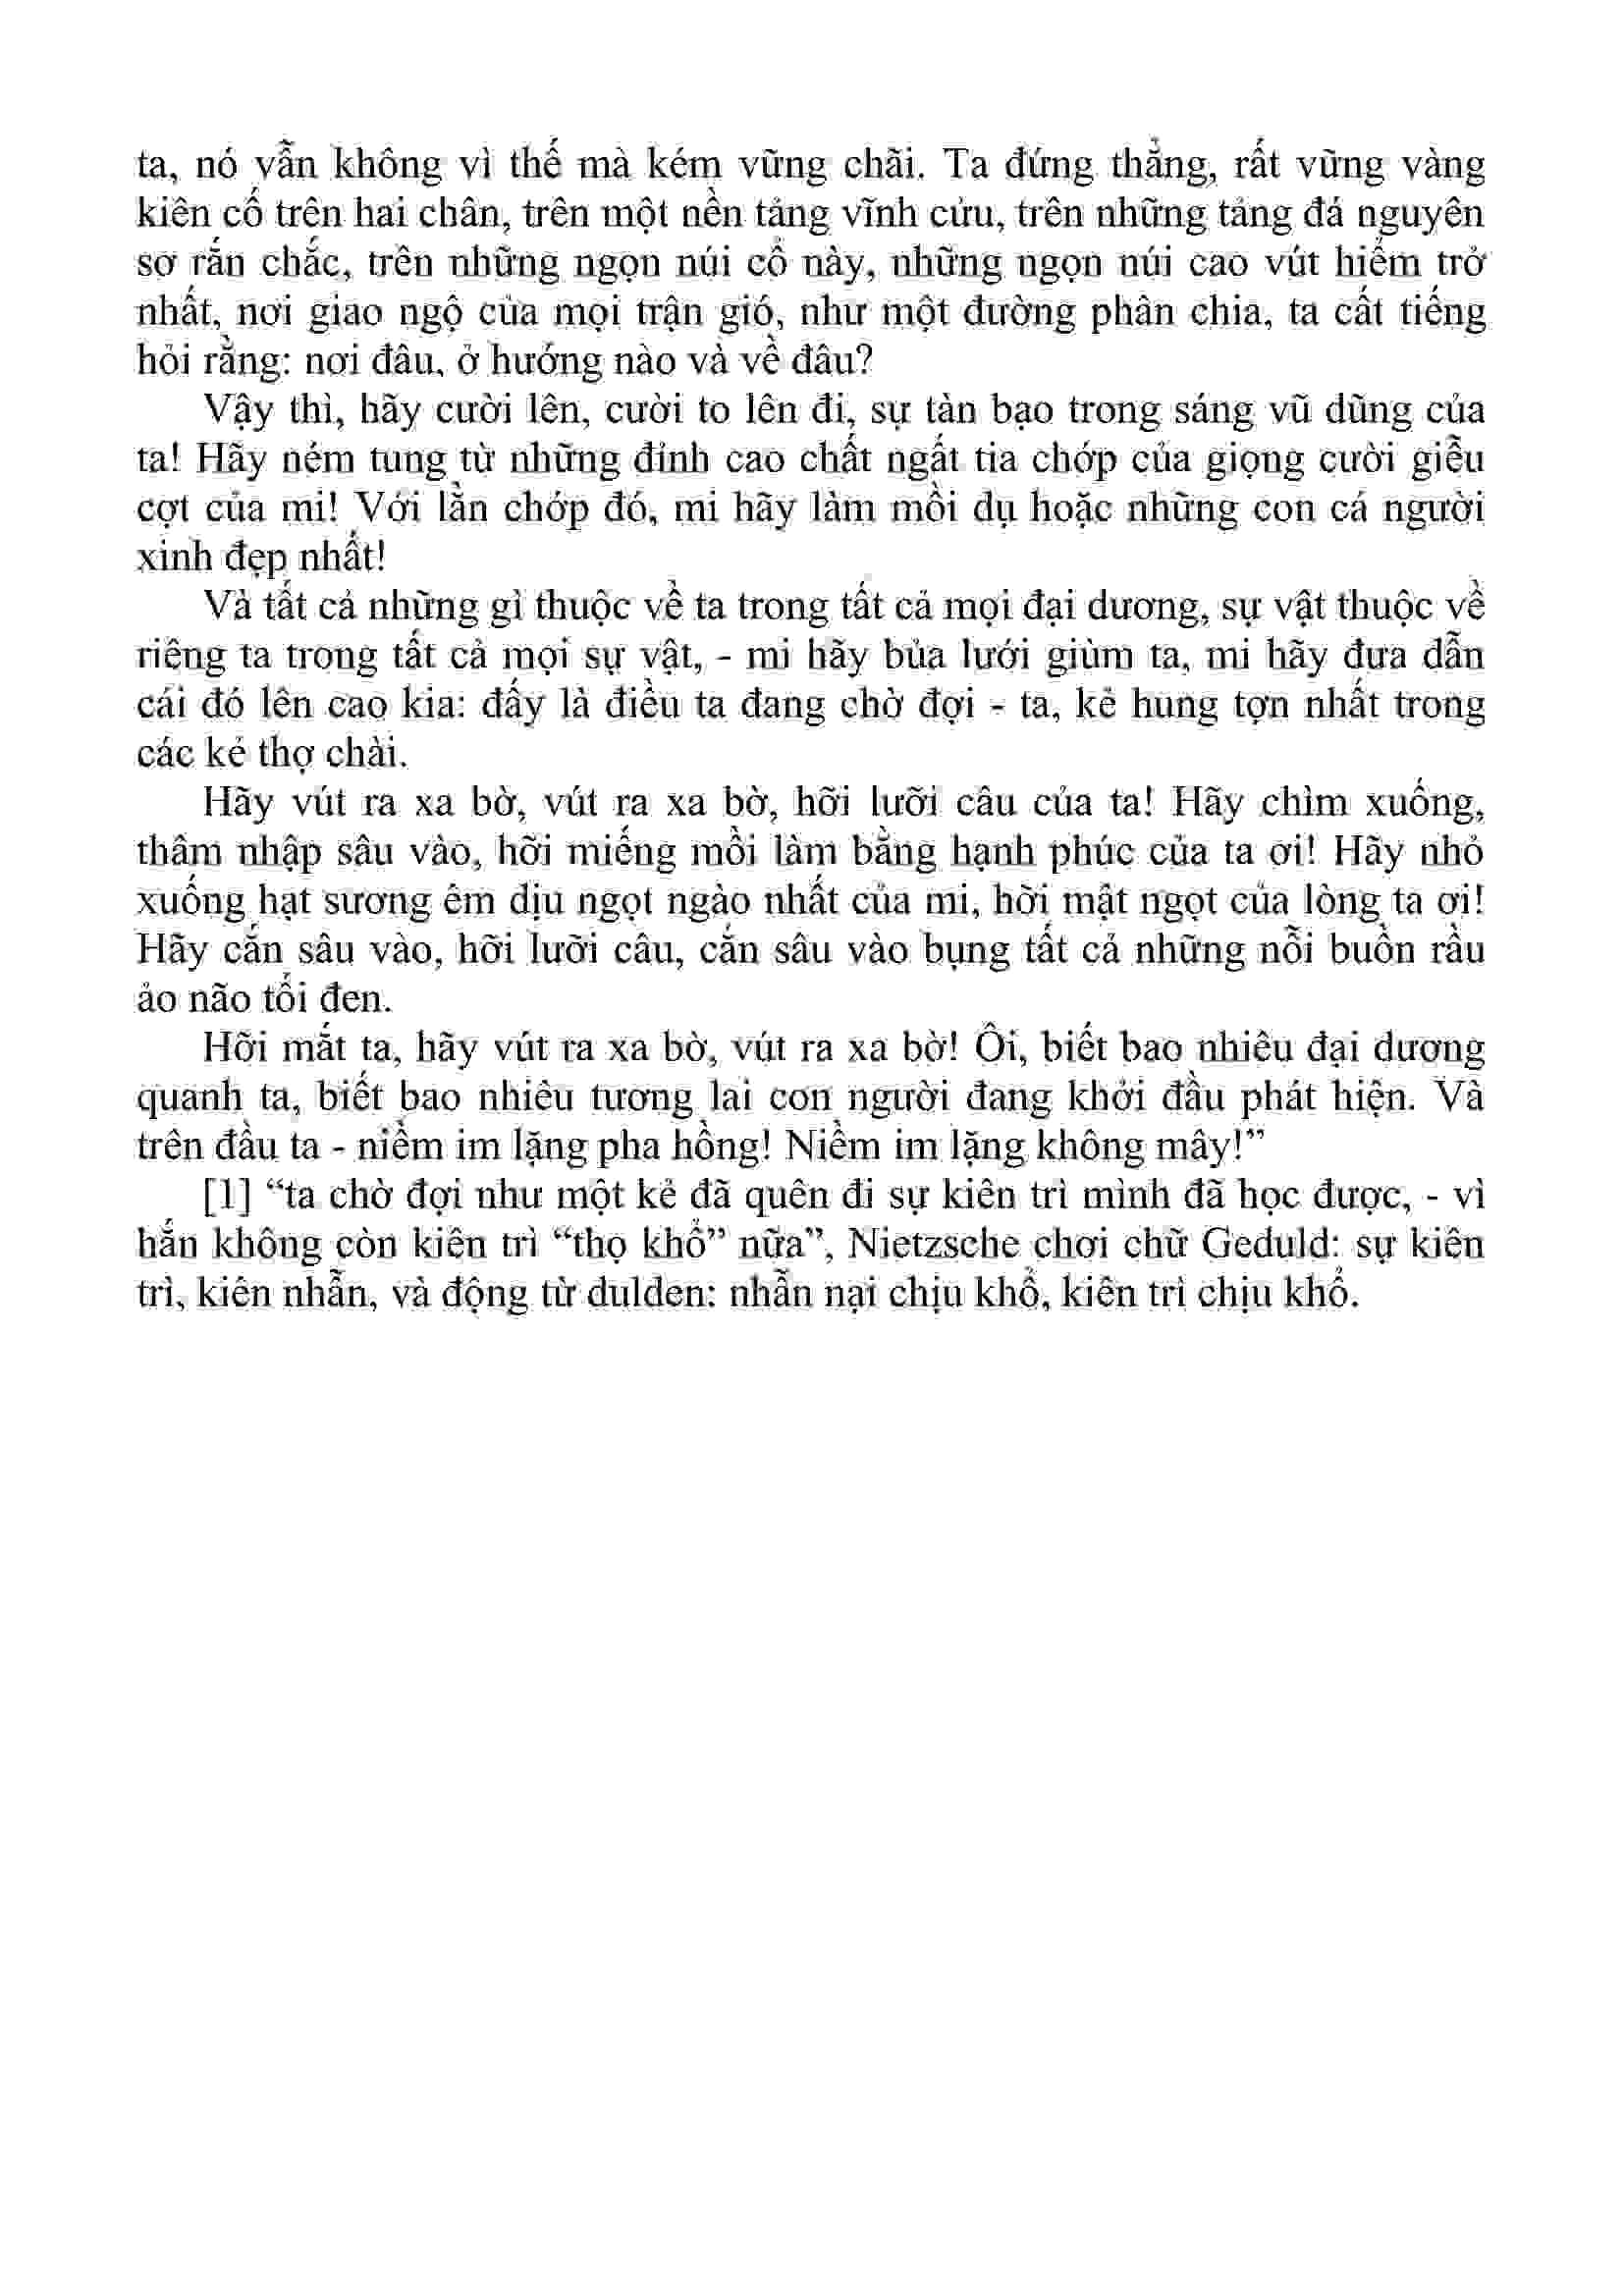 ta, nó vẫn không vì thế mà kém vững chãi. Ta đứng thẳng, rất vững vàng
kiên cố trên hai chân, trên một nền tảng vĩnh cửu, trên những tảng đá nguyên
sơ rắn chắc, trên những ngọn núi cổ này, những ngọn núi cao vút hiểm trở
nhất, nơi giao ngộ của mọi trận gió, như một đường phân chia, ta cất tiếng
hỏi rằng: nơi đâu, ở hướng nào và về đâu?
Vậy thì, hãy cười lên, cười to lên đi, sự tàn bạo trong sáng vũ dũng của
ta! Hãy ném tung từ những đỉnh cao chất ngất tia chớp của giọng cười giễu
cợt của mi! Với lằn chớp đó, mi hãy làm mồi dụ hoặc những con cá người
xinh đẹp nhất!
Và tất cả những gì thuộc về ta trong tất cả mọi đại dương, sự vật thuộc về
riêng ta trong tất cả mọi sự vật, - mi hãy bủa lưới giùm ta, mi hãy đưa dẫn
cái đó lên cao kia: đấy là điều ta đang chờ đợi - ta, kẻ hung tợn nhất trong
các kẻ thợ chài.
Hãy vút ra xa bờ, vút ra xa bờ, hỡi lưỡi câu của ta! Hãy chìm xuống,
thâm nhập sâu vào, hỡi miếng mồi làm bằng hạnh phúc của ta ơi! Hãy nhỏ
xuống hạt sương êm dịu ngọt ngào nhất của mi, hời mật ngọt của lòng ta ơi!
Hãy cắn sâu vào, hỡi lưỡi câu, cắn sâu vào bụng tất cả những nỗi buồn rầu
ảo não tối đen.
Hỡi mắt ta, hãy vút ra xa bờ, vút ra xa bờ! Ôi, biết bao nhiêu đại dương
quanh ta, biết bao nhiêu tương lai con người đang khởi đầu phát hiện. Và
trên đầu ta - niềm im lặng pha hồng! Niềm im lặng không mây!”
[1] “ta chờ đợi như một kẻ đã quên đi sự kiên trì mình đã học được, - vì
hắn không còn kiên trì “thọ khổ” nữa”, Nietzsche chơi chữ Geduld: sự kiên
trì, kiên nhẫn, và động từ dulden: nhẫn nại chịu khổ, kiên trì chịu khổ.